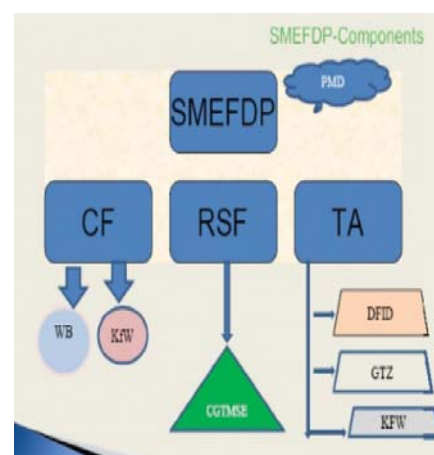 SMEFDP-Components
PMD
SMEFDP
CF
RSF
TA
WB
KfW
CGTMSE
DFID
GTZ
KFW